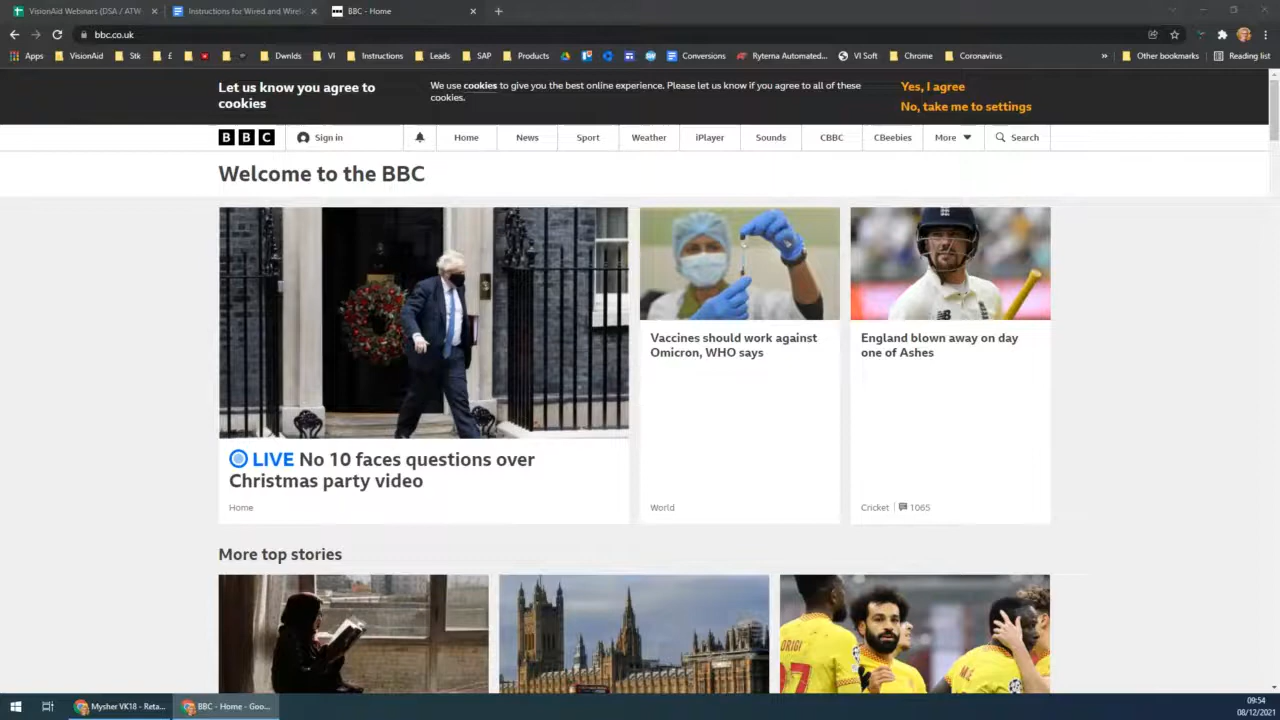 VisionAid Webinars (DSA / ATW
Instructions for Wired and Wirel
BBC - Home
bbc.co.uk
Apps VisionAid Stk £ Dwnlds VI Instructions Leads SAP Products Conversions Ryterna Automated... VI Soft Chrome Coronavirus » Other bookmarks Reading list
Let us know you agree to
cookies
We use cookies to give you the best online experience. Please let us know if you agree to all of these
cookies.
Yes, I agree
No, take me to settings
BBC Sign in Home News Sport Weather iPlayer Sounds CBBC CBeebies More Search
Welcome to the BBC
LIVE No 10 faces questions over
Christmas party video
Home
Vaccines should work against
Omicron, WHO says
World
England blown away on day
one of Ashes
Cricket 1065
More top stories
ORIGI
Mysher VK18 - Reta...
BBC - Home - Goo...
09:54
08/12/2021